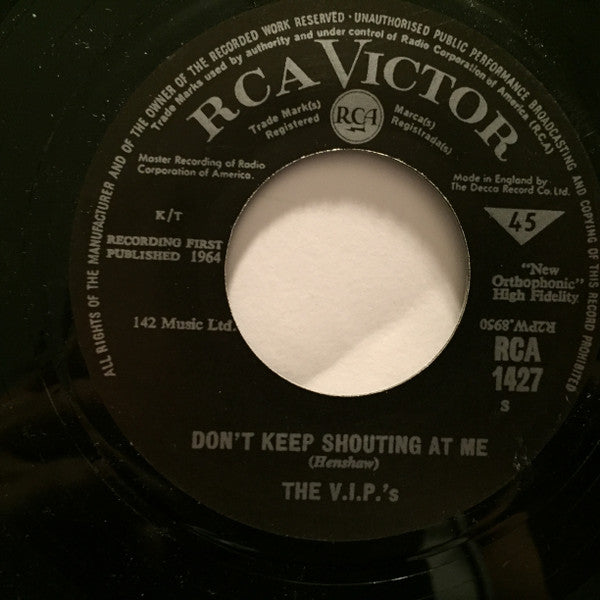 ALL RIGHTS OF THE MANUFACTURER AND OF THE OWNER OF THE RECORDED WORK RESERVED · UNAUTHORISED PUBLIC PERFORMANCE BROADCASTING AND COPYING OF THIS RECORD PROHIBITED
Trade Marks used by authority and under control of Radio Corporation of America (RCA)
RCA VICTOR
Trade Mark(s)
Registered
RCA
Marca(s)
Registrada(s)
Master Recording of Radio
Corporation of America.
Made in England by
The Decca Record Co. Ltd.
K/T
45
RECORDING FIRST
PUBLISHED 1964
"New
Orthophonic"
High Fidelity
142 Music Ltd.
R2PW.8950
RCA
1427
S
DON'T KEEP SHOUTING AT ME
(Henshaw)
THE V.I.P.'s